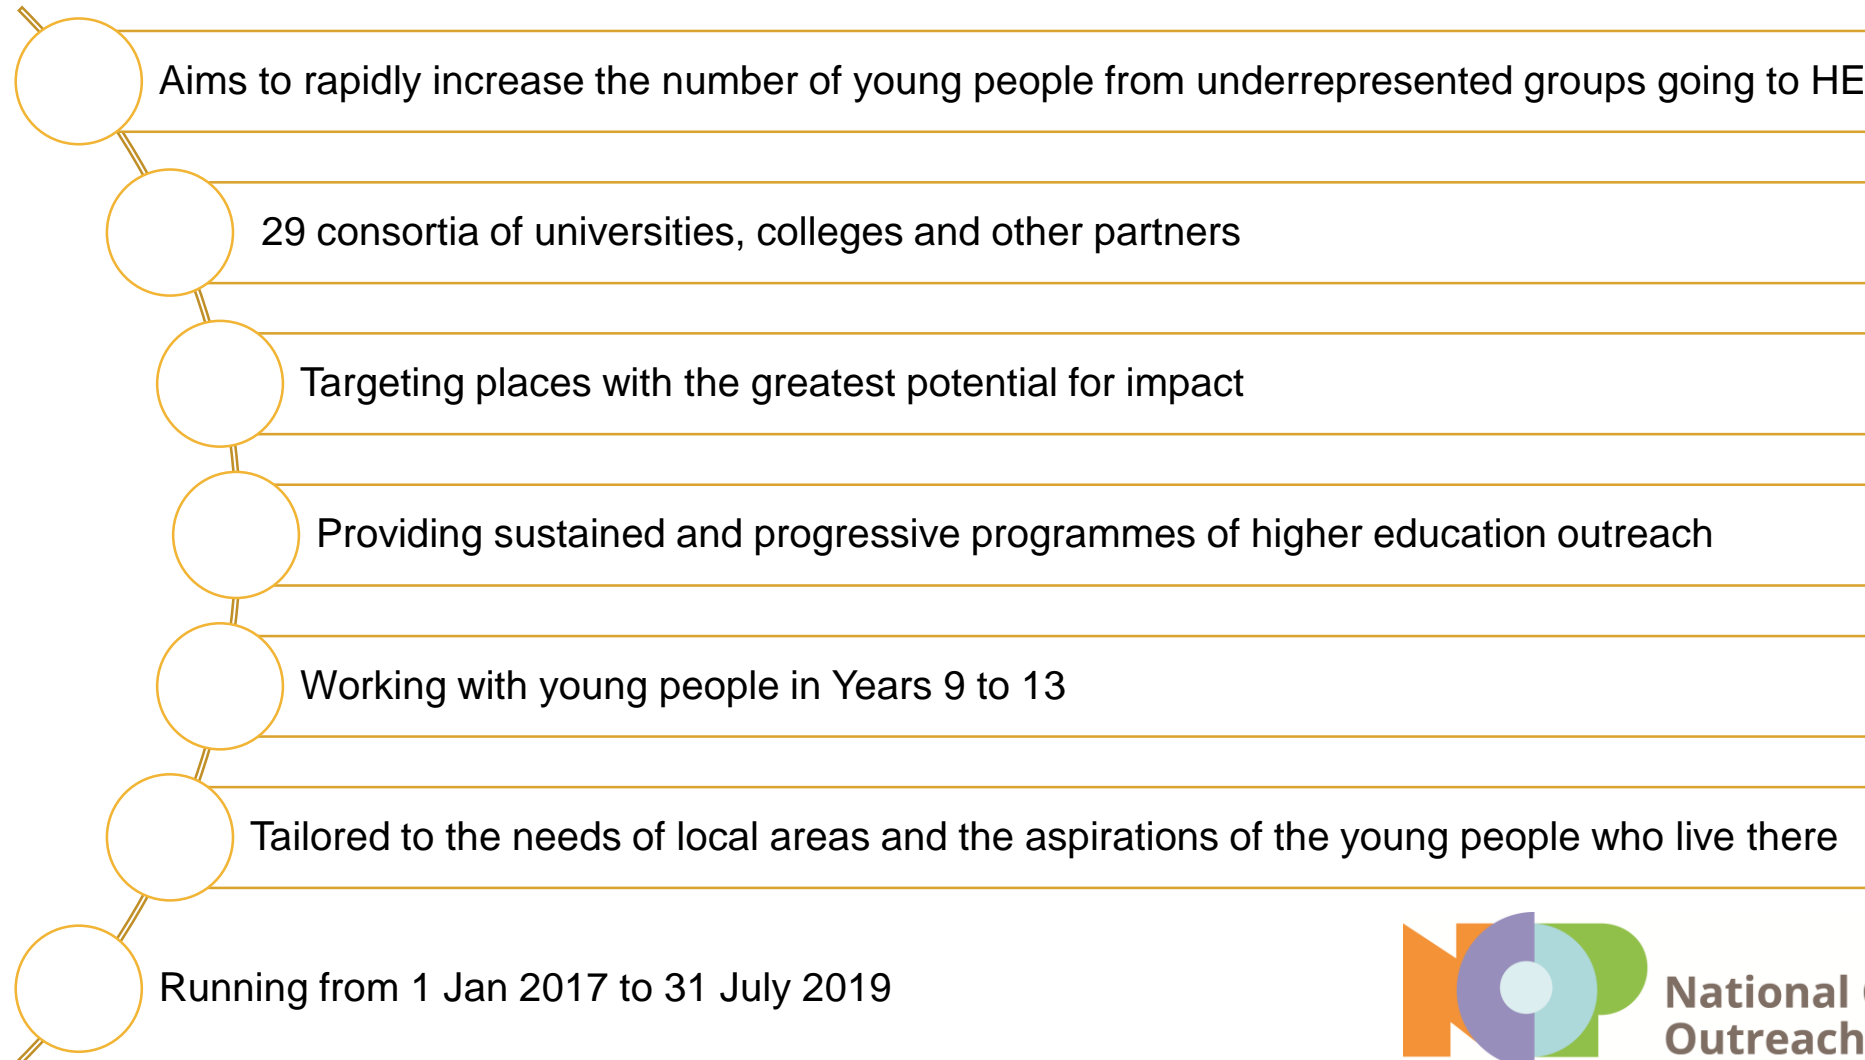 Aims to rapidly increase the number of young people from underrepresented groups going to HE
29 consortia of universities, colleges and other partners
Targeting places with the greatest potential for impact
Providing sustained and progressive programmes of higher education outreach
Working with young people in Years 9 to 13
Tailored to the needs of local areas and the aspirations of the young people who live there
Running from 1 Jan 2017 to 31 July 2019
NCOP
National
Outreach